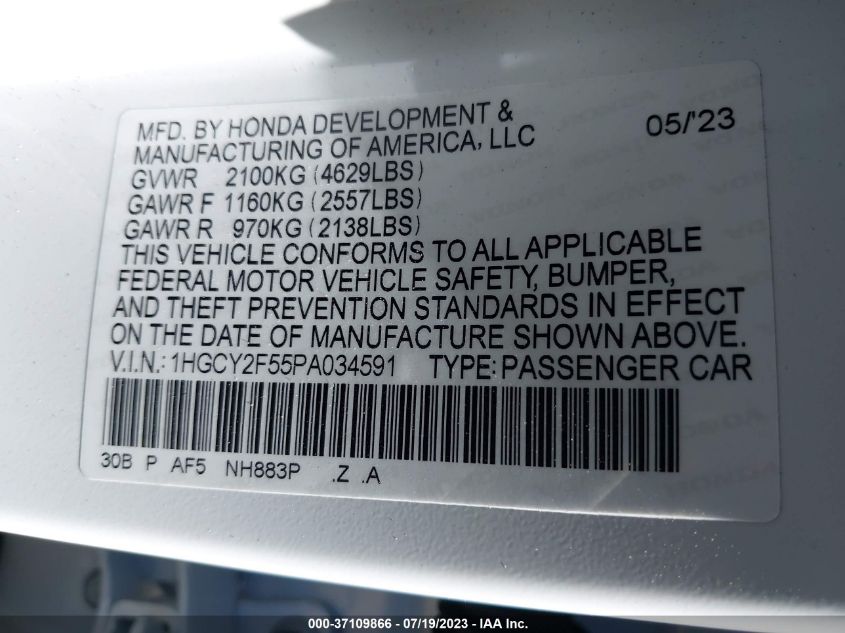 MFD. BY HONDA DEVELOPMENT & 05/'23
MANUFACTURING OF AMERICA, LLC
GVWR 2100KG (4629LBS)
GAWR F 1160KG (2557LBS)
GAWR R 970KG (2138LBS)
THIS VEHICLE CONFORMS TO ALL APPLICABLE
FEDERAL MOTOR VEHICLE SAFETY, BUMPER,
AND THEFT PREVENTION STANDARDS IN EFFECT
ON THE DATE OF MANUFACTURE SHOWN ABOVE.
V.I.N.: 1HGCY2F55PA034591 TYPE: PASSENGER CAR
30B P AF5 NH883P .Z .A
000-37109866 - 07/19/2023 - IAA Inc.